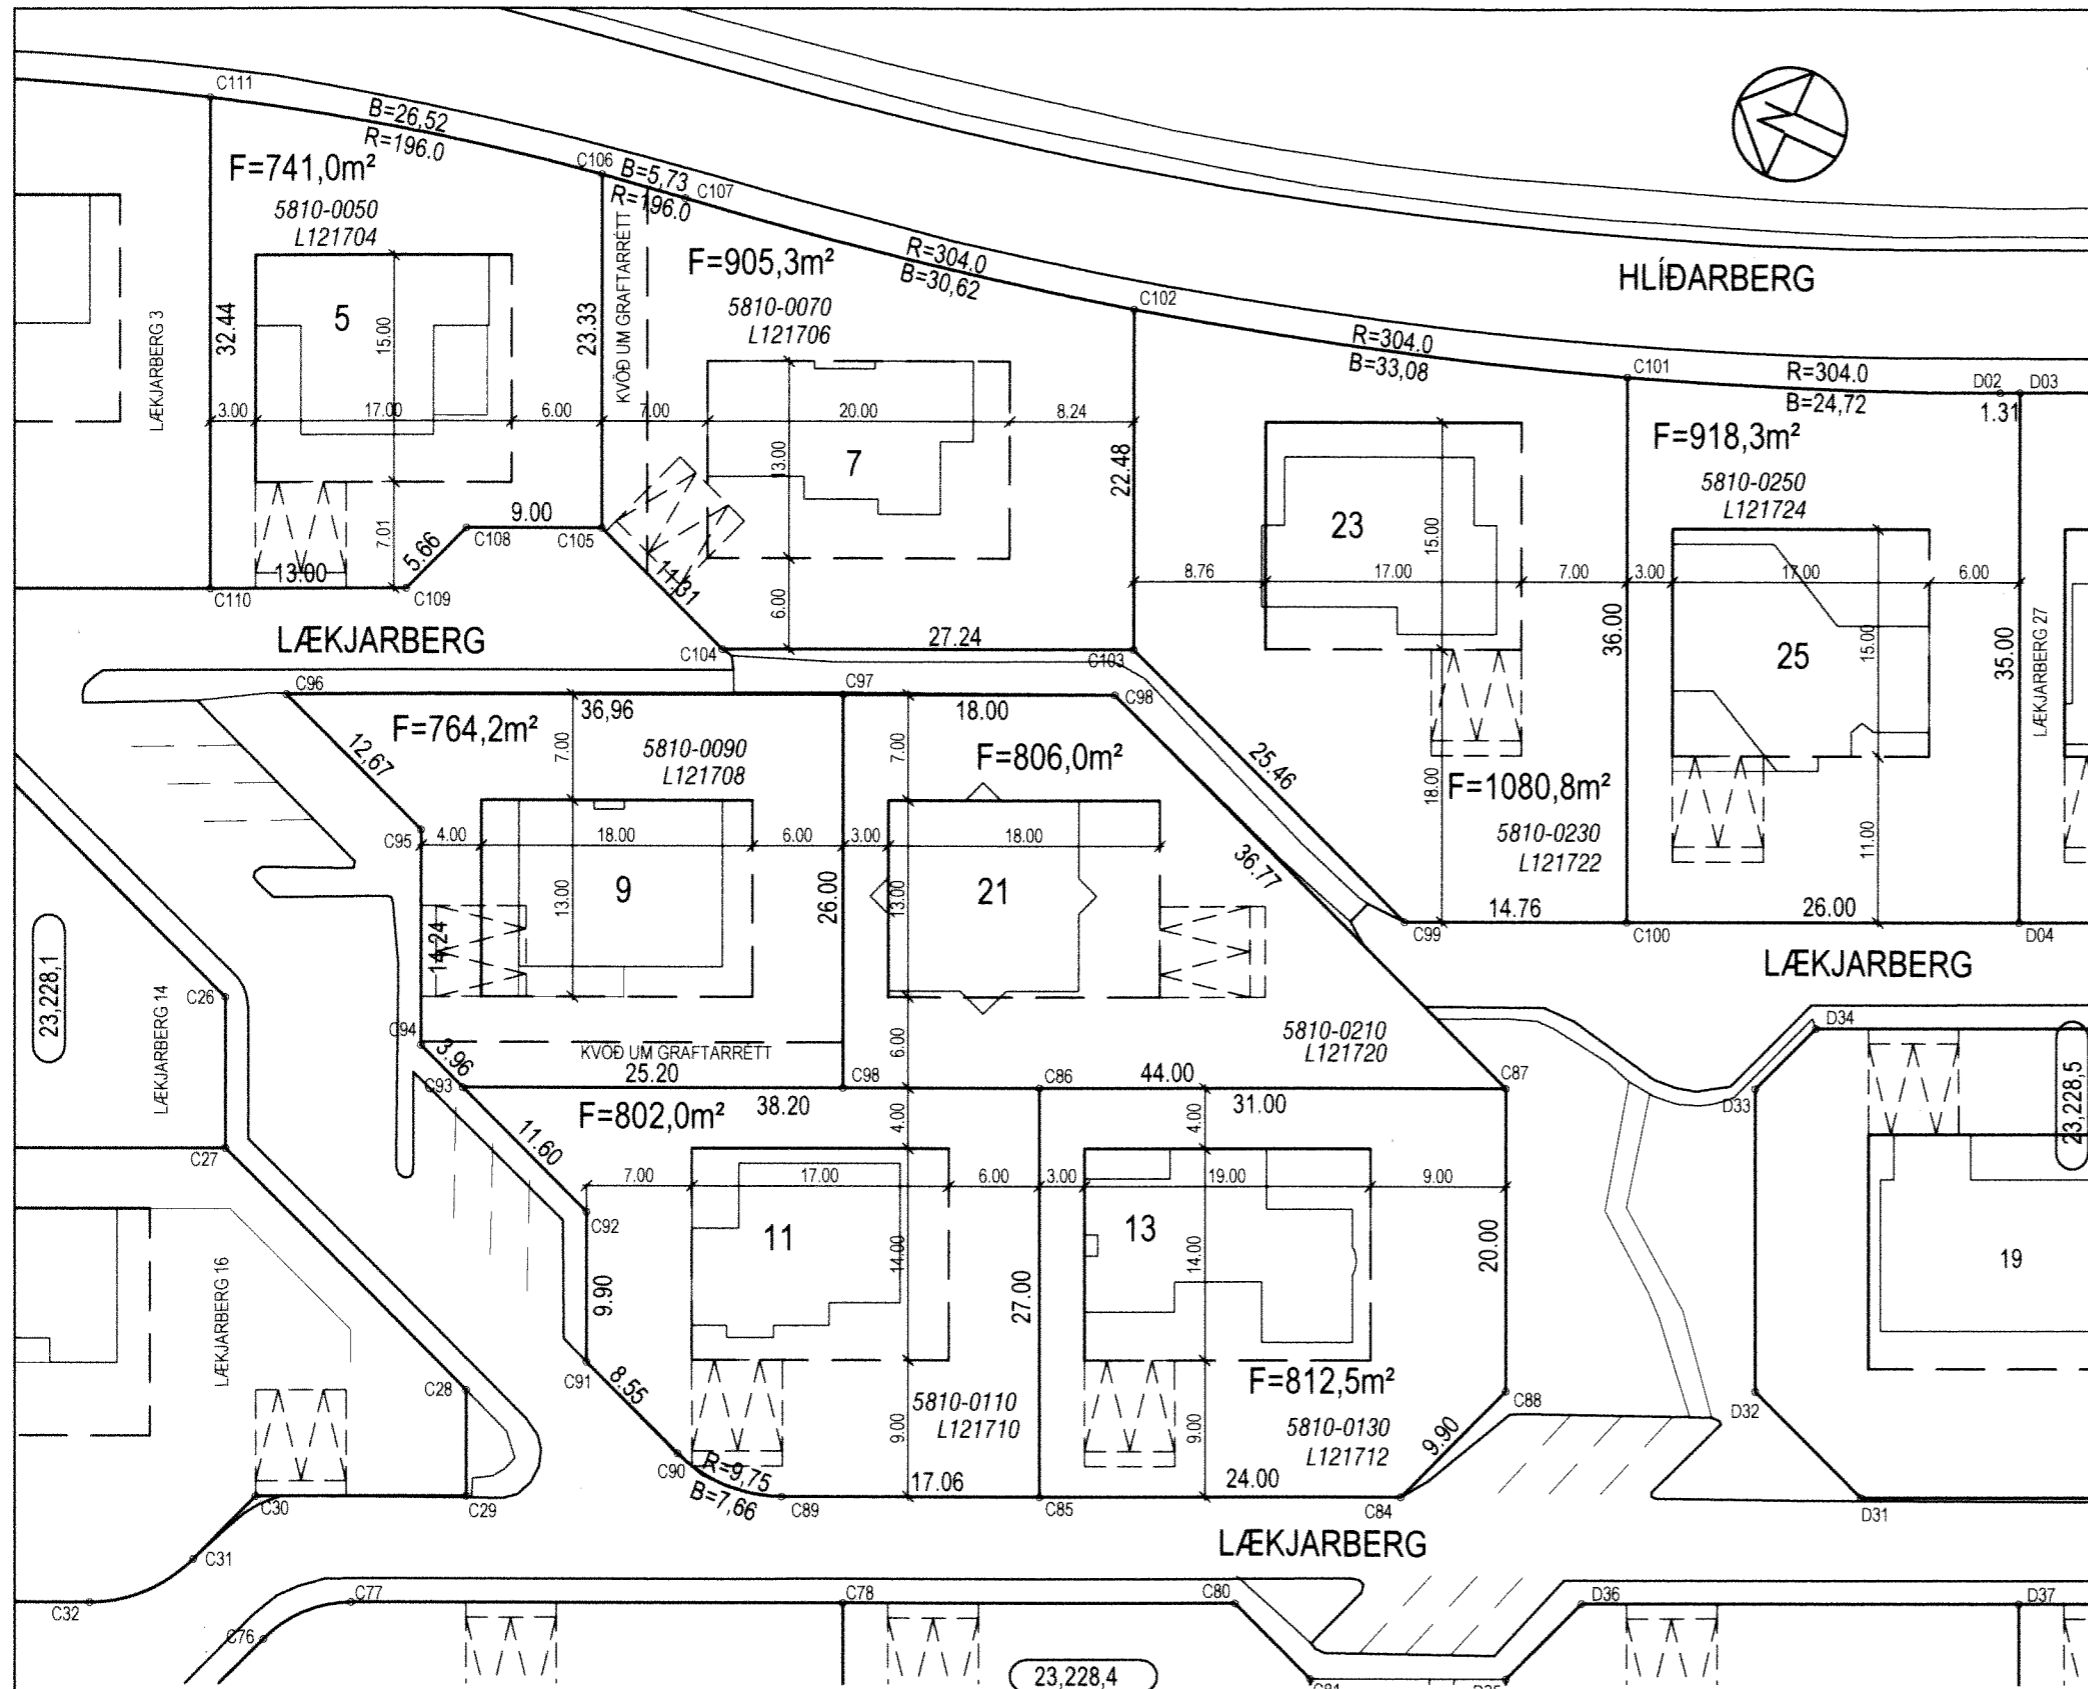 C111
B=26,52
R=196.0
C106
B=5,73
R=196.0
C107
F=741,0m²
5810-0050
L121704
F=905,3m²
5810-0070
L121706
R=304.0
B=30,62
C102
HLÍÐARBERG
R=304.0
B=33,08
C101
R=304.0
B=24,72
D02
D03
1.31
LÆKJARBERG 3
32.44
5
15.00
23.33
KVÖÐ UM GRAFTARRÉTT
3.00
17.00
6.00
7.00
20.00
8.24
13.00
7
22.48
F=918,3m²
5810-0250
L121724
23
15.00
8.76
17.00
7.00
3.00
17.00
6.00
36.00
25
15.00
35.00
LÆKJARBERG 27
7.01
9.00
C108
C105
5.66
13.00
C110
C109
11,31
6.00
LÆKJARBERG
C104
27.24
C103
C96
C97
C98
36,96
18.00
12,67
F=764,2m²
7.00
5810-0090
L121708
7.00
F=806,0m²
25.46
18.00
F=1080,8m²
5810-0230
L121722
11.00
C95
4.00
18.00
6.00
3.00
18.00
9
13.00
26.00
13.00
21
36.77
14.76
26.00
C99
C100
D04
LÆKJARBERG
23,228,1
C26
LÆKJARBERG 14
14,24
C94
3.96
KVÖÐ UM GRAFTARRÉTT
6.00
5810-0210
L121720
D34
23,228,5
C93
25.20
C98
C86
44.00
C87
38.20
31.00
D33
F=802,0m²
4.00
4.00
C27
11.60
7.00
17.00
6.00
3.00
19.00
9.00
C92
11
14.00
13
14.00
20.00
19
LÆKJARBERG 16
9.90
27.00
C91
8.55
F=812,5m²
C28
5810-0110
L121710
9.00
9.00
5810-0130
L121712
9.90
C88
D32
C90
R=9,75
B=7,66
C89
17.06
C85
24.00
C84
D31
C30
C29
LÆKJARBERG
C31
C32
C77
C78
C80
D36
D37
C76
23,228,4
C81
D35